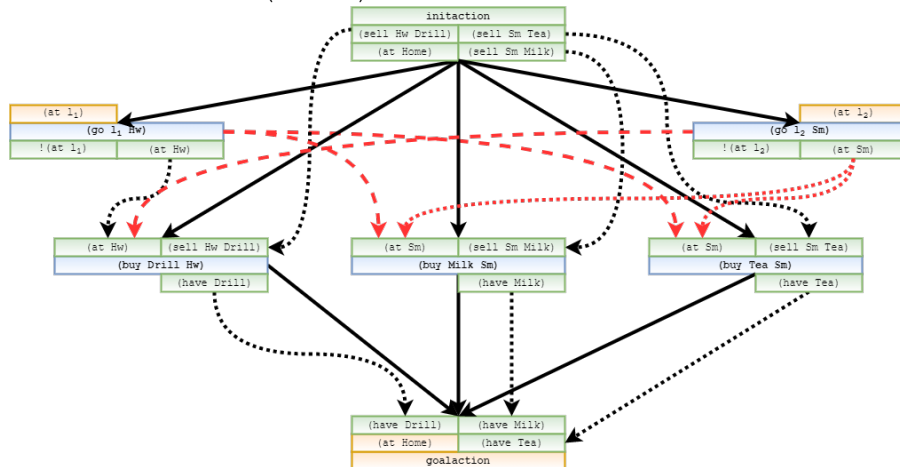 initaction
(sell Hw Drill) (sell Sm Tea)
(at Home) (sell Sm Milk)
(at l₁) (at l₂)
(go l₁ Hw) (go l₂ Sm)
!(at l₁) (at Hw) !(at l₂) (at Sm)
(at Hw) (sell Hw Drill) (at Sm) (sell Sm Milk) (at Sm) (sell Sm Tea)
(buy Drill Hw) (buy Milk Sm) (buy Tea Sm)
(have Drill) (have Milk) (have Tea)
(have Drill) (have Milk)
(at Home) (have Tea)
goalaction